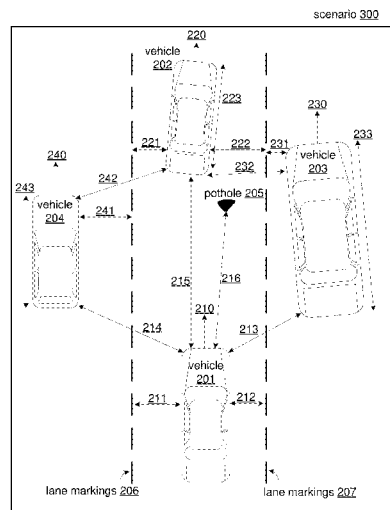 scenario 300
220
vehicle
202
223
230
221
222
231
233
232
vehicle
203
240
242
pothole 205
243
vehicle
204
241
215
216
210
214
213
vehicle
201
211
212
lane markings 206
lane markings 207